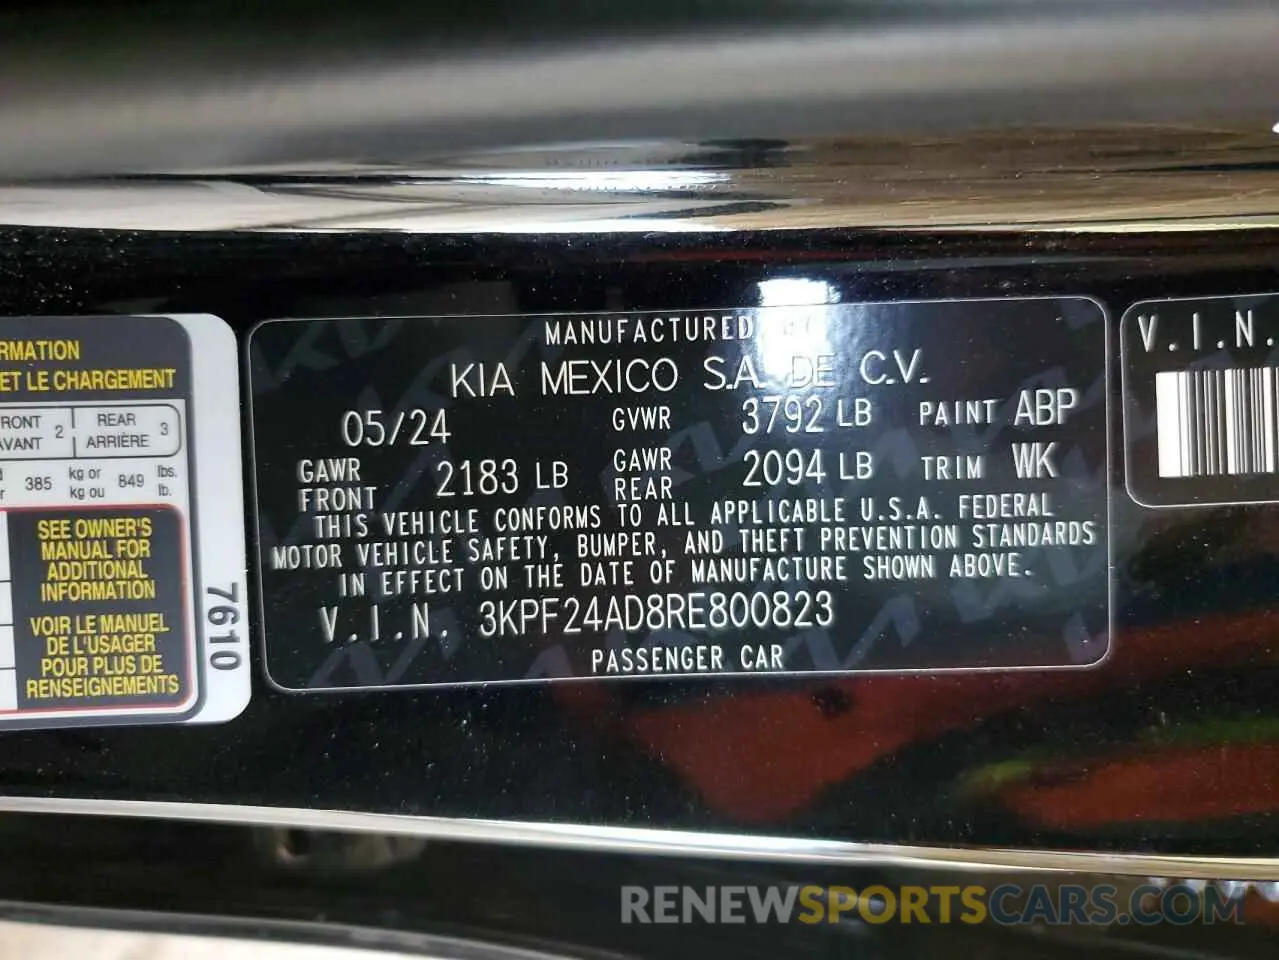 RMATION
ET LE CHARGEMENT
FRONT
AVANT 2
REAR
ARRIÈRE 3
385 kg or
kg ou 849 lbs.
lb.
SEE OWNER'S
MANUAL FOR
ADDITIONAL
INFORMATION
VOIR LE MANUEL
DE L'USAGER
POUR PLUS DE
RENSEIGNEMENTS
7610
MANUFACTURED
KIA MEXICO S.A. DE C.V.
05/24 GVWR 3792 LB PAINT ABP
GAWR
FRONT 2183 LB GAWR
REAR 2094 LB TRIM WK
THIS VEHICLE CONFORMS TO ALL APPLICABLE U.S.A. FEDERAL
MOTOR VEHICLE SAFETY, BUMPER, AND THEFT PREVENTION STANDARDS
IN EFFECT ON THE DATE OF MANUFACTURE SHOWN ABOVE.
V.I.N. 3KPF24AD8RE800823
PASSENGER CAR
V.I.N.
RENEWSPORTSCARS.COM